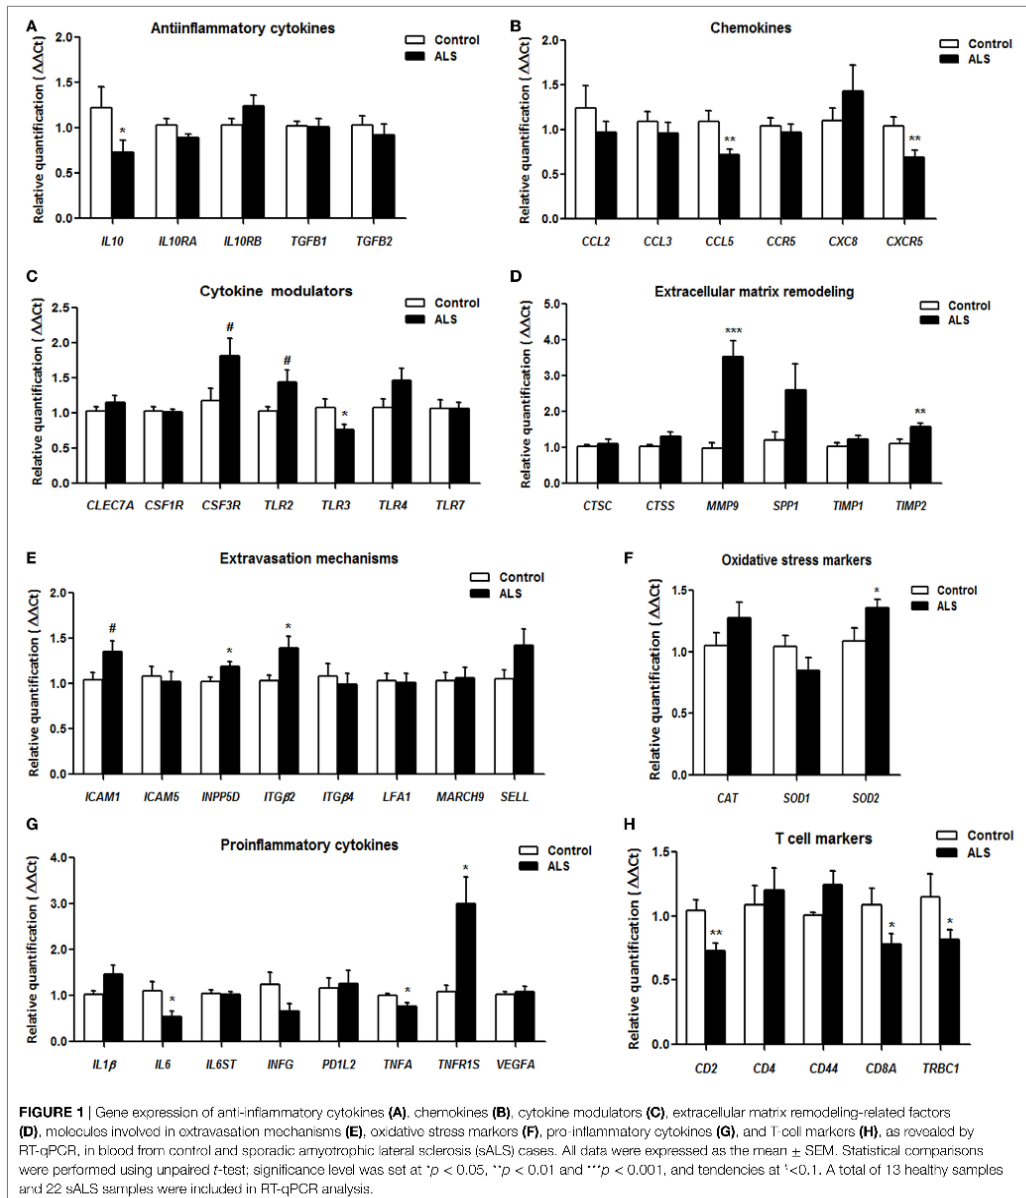 A
Antiinflammatory cytokines
Control
ALS
Relative quantification ( ΔΔCt)
2.0
1.5
1.0
0.5
0.0
*
IL10 IL10RA IL10RB TGFB1 TGFB2
B
Chemokines
Control
ALS
Relative quantification ( ΔΔCt)
2.0
1.5
1.0
0.5
0.0
** **
CCL2 CCL3 CCL5 CCR5 CXC8 CXCR5
C
Cytokine modulators
Control
ALS
Relative quantification ( ΔΔCt)
2.5
2.0
1.5
1.0
0.5
0.0
# # *
CLEC7A CSF1R CSF3R TLR2 TLR3 TLR4 TLR7
D
Extracellular matrix remodeling
Control
ALS
Relative quantification ( ΔΔCt)
5.0
4.0
3.0
2.0
1.0
0.0
*** **
CTSC CTSS MMP9 SPP1 TIMP1 TIMP2
E
Extravasation mechanisms
Control
ALS
Relative quantification ( ΔΔCt)
2.0
1.5
1.0
0.5
0.0
# * *
ICAM1 ICAM5 INPP5D ITGβ2 ITGβ4 LFA1 MARCH9 SELL
F
Oxidative stress markers
Control
ALS
Relative quantification ( ΔΔCt)
1.5
1.0
0.5
0.0
*
CAT SOD1 SOD2
G
Proinflammatory cytokines
Control
ALS
Relative quantification ( ΔΔCt)
4.0
3.0
2.0
1.0
0.0
* * *
IL1β IL6 IL6ST INFG PD1L2 TNFA TNFR1S VEGFA
H
T cell markers
Control
ALS
Relative quantification ( ΔΔCt)
1.5
1.0
0.5
0.0
** * *
CD2 CD4 CD44 CD8A TRBC1
FIGURE 1 | Gene expression of anti-inflammatory cytokines (A), chemokines (B), cytokine modulators (C), extracellular matrix remodeling-related factors
(D), molecules involved in extravasation mechanisms (E), oxidative stress markers (F), pro-inflammatory cytokines (G), and T-cell markers (H), as revealed by
RT-qPCR, in blood from control and sporadic amyotrophic lateral sclerosis (sALS) cases. All data were expressed as the mean ± SEM. Statistical comparisons
were performed using unpaired t-test; significance level was set at *p < 0.05, **p < 0.01 and ***p < 0.001, and tendencies at <0.1. A total of 13 healthy samples
and 22 sALS samples were included in RT-qPCR analysis.